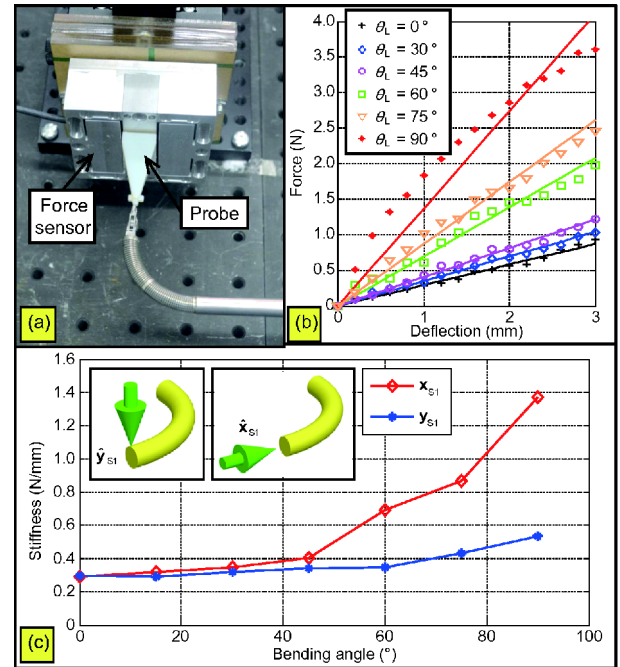 Force
sensor
Probe
(a)
4.0
3.5
3.0
2.5
2.0
1.5
1.0
0.5
0.0
Force (N)
θL = 0°
θL = 30°
θL = 45°
θL = 60°
θL = 75°
θL = 90°
0
1
2
3
Deflection (mm)
(b)
1.6
1.4
1.2
1.0
0.8
0.6
0.4
0.2
0
Stiffness (N/mm)
ŷS1
x̂S1
xS1
yS1
0
20
40
60
80
100
Bending angle (°)
(c)